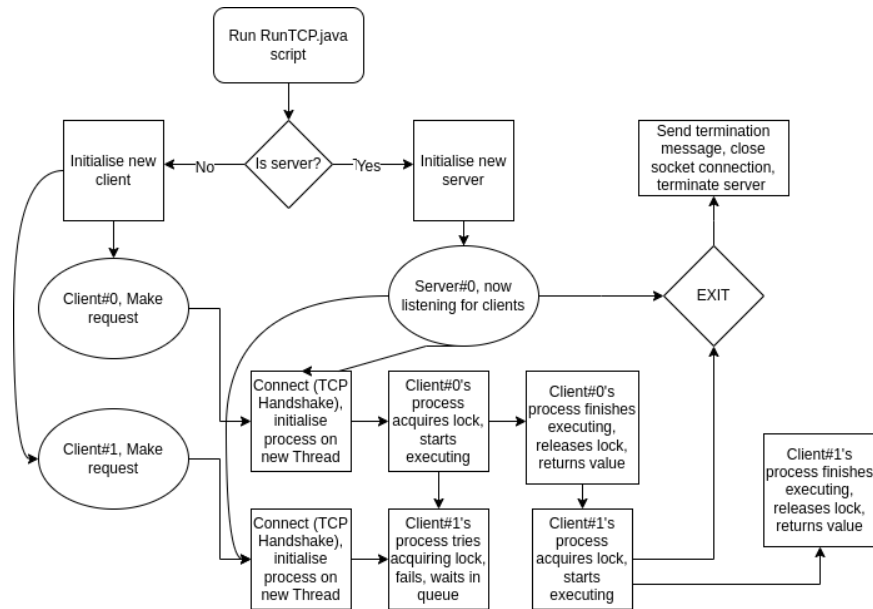 Run RunTCP.java
script
Initialise new
client
No
Is server?
Yes
Initialise new
server
Send termination
message, close
socket connection,
terminate server
Client#0, Make
request
Server#0, now
listening for clients
EXIT
Connect (TCP
Handshake),
initialise
process on
new Thread
Client#0's
process
acquires lock,
starts
executing
Client#0's
process finishes
executing,
releases lock,
returns value
Client#1, Make
request
Client#1's
process finishes
executing,
releases lock,
returns value
Connect (TCP
Handshake),
initialise
process on
new Thread
Client#1's
process tries
acquiring lock,
fails, waits in
queue
Client#1's
process
acquires lock,
starts
executing